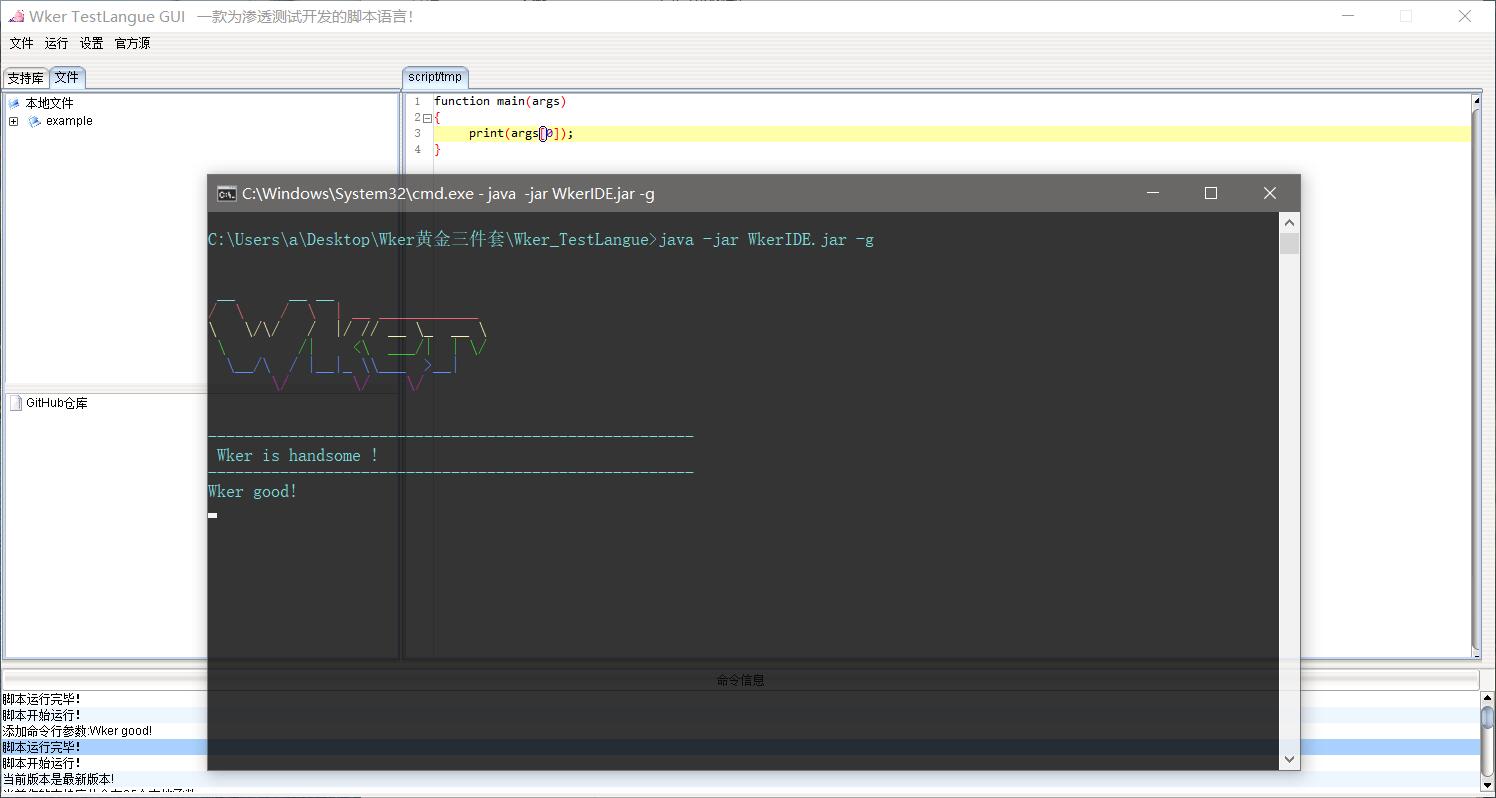 Wker TestLangue GUI 一款为渗透测试开发的脚本语言!
文件 运行 设置 官方源
支持库 文件
script/tmp
本地文件
example
1 function main(args)
2 {
3 print(args[0]);
4 }
C:\Windows\System32\cmd.exe - java -jar WkerIDE.jar -g
C:\Users\a\Desktop\Wker黄金三件套\Wker_TestLangue>java -jar WkerIDE.jar -g
Wker
------------------------------------------------------
Wker is handsome !
------------------------------------------------------
Wker good!
GitHub仓库
命令信息
脚本运行完毕!
脚本开始运行!
添加命令行参数:Wker good!
脚本运行完毕!
脚本开始运行!
当前版本是最新版本!